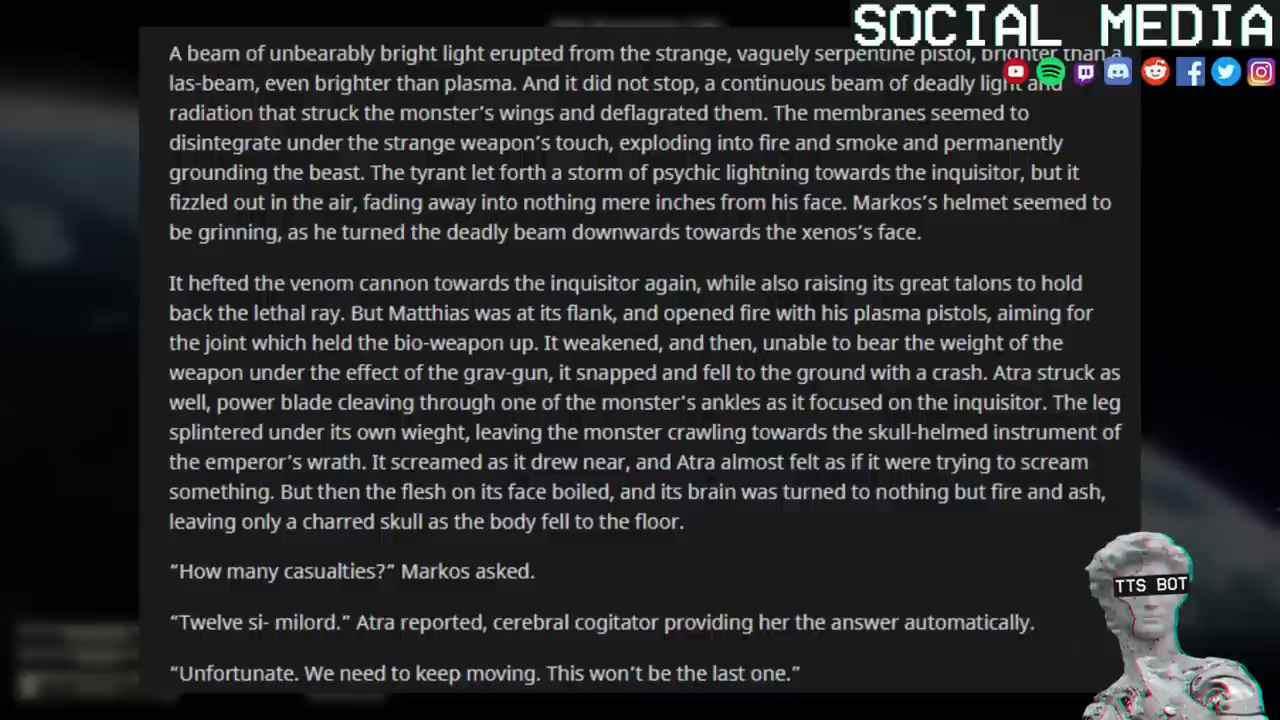 SOCIAL MEDIA
A beam of unbearably bright light erupted from the strange, vaguely serpentine pistol, brighter than a
las-beam, even brighter than plasma. And it did not stop, a continuous beam of deadly light and
radiation that struck the monster’s wings and deflagrated them. The membranes seemed to
disintegrate under the strange weapon’s touch, exploding into fire and smoke and permanently
grounding the beast. The tyrant let forth a storm of psychic lightning towards the inquisitor, but it
fizzled out in the air, fading away into nothing mere inches from his face. Markos’s helmet seemed to
be grinning, as he turned the deadly beam downwards towards the xenos’s face.
It hefted the venom cannon towards the inquisitor again, while also raising its great talons to hold
back the lethal ray. But Matthias was at its flank, and opened fire with his plasma pistols, aiming for
the joint which held the bio-weapon up. It weakened, and then, unable to bear the weight of the
weapon under the effect of the grav-gun, it snapped and fell to the ground with a crash. Atra struck as
well, power blade cleaving through one of the monster’s ankles as it focused on the inquisitor. The leg
splintered under its own wieght, leaving the monster crawling towards the skull-helmed instrument of
the emperor’s wrath. It screamed as it drew near, and Atra almost felt as if it were trying to scream
something. But then the flesh on its face boiled, and its brain was turned to nothing but fire and ash,
leaving only a charred skull as the body fell to the floor.
“How many casualties?” Markos asked.
“Twelve si- milord.” Atra reported, cerebral cogitator providing her the answer automatically.
“Unfortunate. We need to keep moving. This won’t be the last one.”
TTS BOT